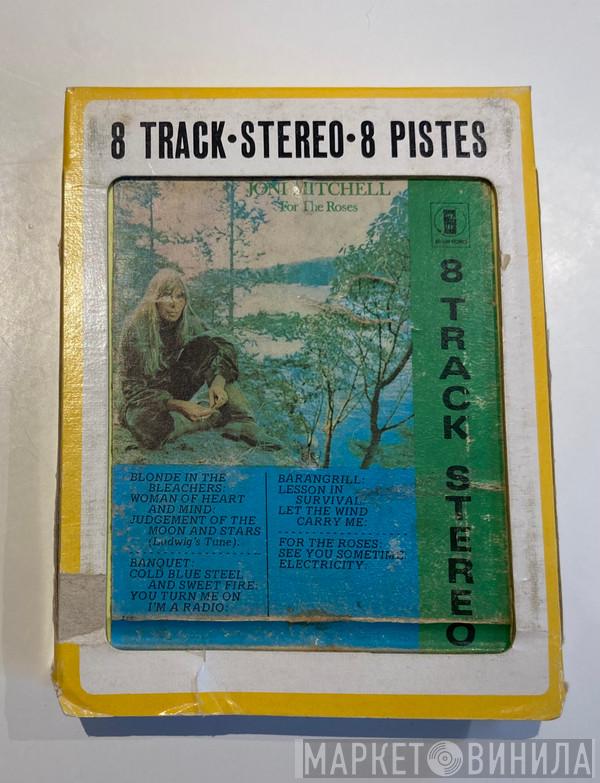 8 TRACK•STEREO•8 PISTES
JONI MITCHELL
For The Roses
8 TRACK STEREO
BLONDE IN THE
BLEACHERS:
WOMAN OF HEART
AND MIND:
JUDGEMENT OF THE
MOON AND STARS
(Ludwig's Tune):
BANQUET:
COLD BLUE STEEL
AND SWEET FIRE:
YOU TURN ME ON
I'M A RADIO:
BARANGRILL:
LESSON IN
SURVIVAL:
LET THE WIND
CARRY ME:
FOR THE ROSES:
SEE YOU SOMETIME:
ELECTRICITY:
МАРКЕТ ВИНИЛА